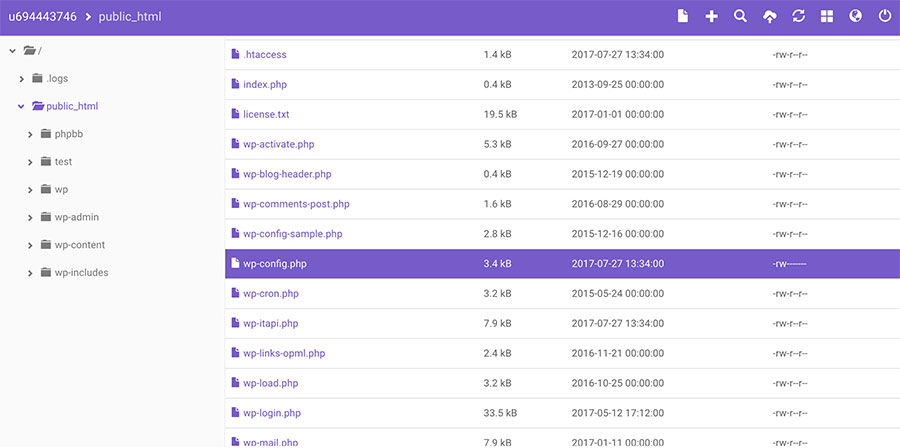 u694443746 > public_html
/
.logs
public_html
phpbb
test
wp
wp-admin
wp-content
wp-includes
.htaccess 1.4 kB 2017-07-27 13:34:00 -rw-r--r--
index.php 0.4 kB 2013-09-25 00:00:00 -rw-r--r--
license.txt 19.5 kB 2017-01-01 00:00:00 -rw-r--r--
wp-activate.php 5.3 kB 2016-09-27 00:00:00 -rw-r--r--
wp-blog-header.php 0.4 kB 2015-12-19 00:00:00 -rw-r--r--
wp-comments-post.php 1.6 kB 2016-08-29 00:00:00 -rw-r--r--
wp-config-sample.php 2.8 kB 2015-12-16 00:00:00 -rw-r--r--
wp-config.php 3.4 kB 2017-07-27 13:34:00 -rw-------
wp-cron.php 3.2 kB 2015-05-24 00:00:00 -rw-r--r--
wp-itapi.php 7.9 kB 2017-07-27 13:34:00 -rw-r--r--
wp-links-opml.php 2.4 kB 2016-11-21 00:00:00 -rw-r--r--
wp-load.php 3.2 kB 2016-10-25 00:00:00 -rw-r--r--
wp-login.php 33.5 kB 2017-05-12 17:12:00 -rw-r--r--
wp-mail.php 7.9 kB 2017-01-11 00:00:00 -rw-r--r--